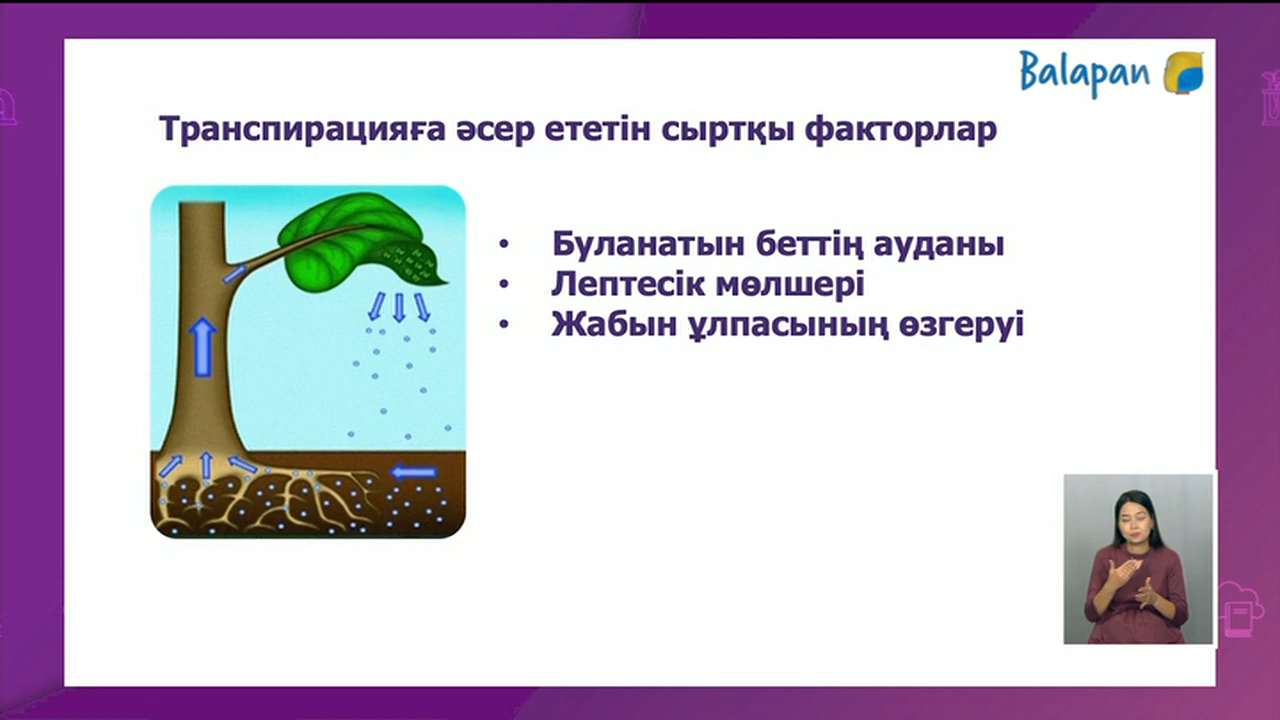 Balapan
Транспирацияға әсер ететін сыртқы факторлар
• Буланатын беттің ауданы
• Лептесік мөлшері
• Жабын ұлпасының өзгеруі